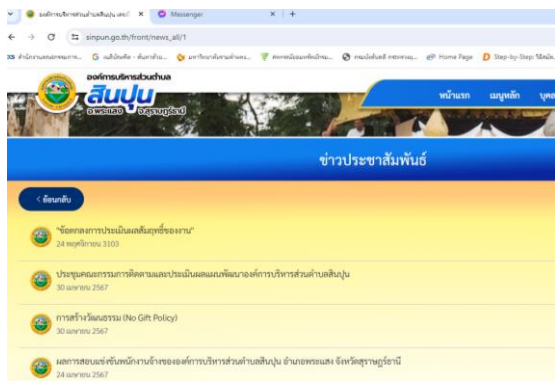 องค์การบริหารส่วนตำบลสินปุน
Messenger
sinpun.go.th/front/news_all/1
Home Page
Step-by-Step:
องค์การบริหารส่วนตำบล
สินปุน
อ.พระแสง จ.สุราษฎร์ธานี
หน้าแรก
เมนูหลัก
ข่าวประชาสัมพันธ์
< ย้อนกลับ
"ข้อตกลงการประเมินผลสัมฤทธิ์ของงาน"
24 พฤศจิกายน 3103
ประชุมคณะกรรมการติดตามและประเมินผลแผนพัฒนาองค์การบริหารส่วนตำบลสินปุน
30 เมษายน 2567
การสร้างวัฒนธรรม (No Gift Policy)
30 เมษายน 2567
ผลการสอบแข่งขันพนักงานจ้างขององค์การบริหารส่วนตำบลสินปุน อำเภอพระแสง จังหวัดสุราษฎร์ธานี
24 เมษายน 2567